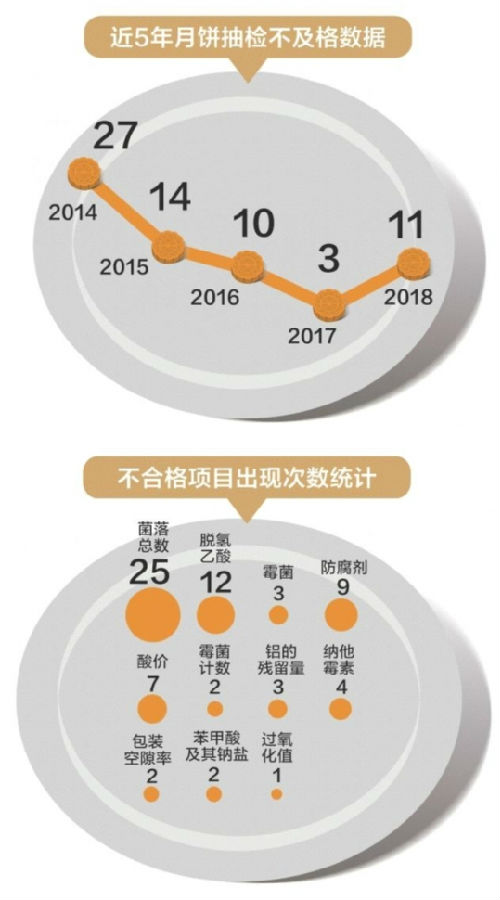 近5年月饼抽检不及格数据
27
2014
14
2015
10
2016
3
2017
11
2018
不合格项目出现次数统计
菌落
总数
25
脱氢
乙酸
12
霉菌
3
防腐剂
9
酸价
7
霉菌
计数
2
铝的
残留量
3
纳他
霉素
4
包装
空隙率
2
苯甲酸
及其钠盐
2
过氧
化值
1